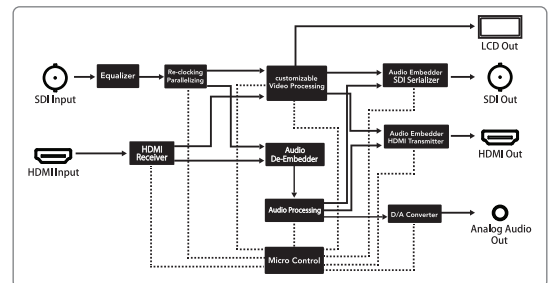 LCD Out
SDI Input
Equalizer
Re-clocking
Parallelizing
customizable
Video Processing
Audio Embedder
SDI Serializer
SDI Out
HDMI Input
HDMI
Receiver
Audio
De-Embedder
Audio Embedder
HDMI Transmitter
HDMI Out
Audio Processing
D/A Converter
Analog Audio
Out
Micro Control